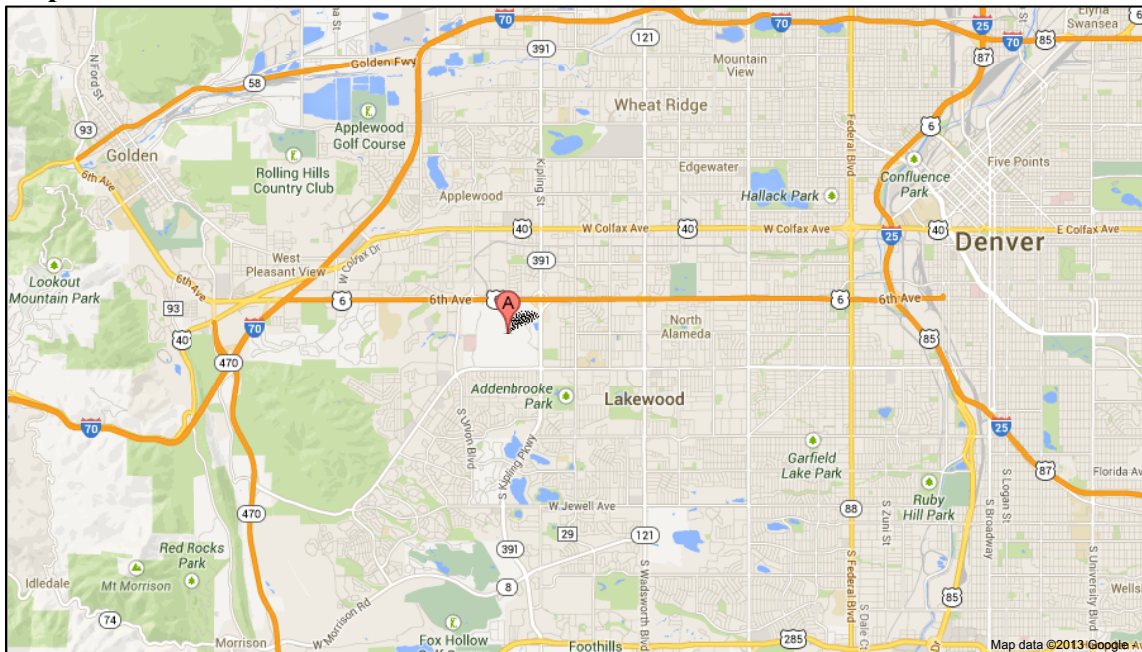 Elyria
Swansea
70
391
121
70
25
70
85
6
N Ford St
58
Golden Fwy
Mountain
View
87
Wheat Ridge
93
Applewood
Golf Course
6
Federal Blvd
Golden
Rolling Hills
Country Club
Kipling St
Edgewater
Five Points
Confluence
Park
6th Ave
Applewood
Hallack Park
40
W Colfax Ave
40
W Colfax Ave
25
40
E Colfax Ave
Denver
West
Pleasant View
W Colfax Dr
391
Lookout
Mountain Park
6th Ave
6
6th Ave
A
6
6th Ave
93
North
Alameda
70
40
85
470
Addenbrooke
Park
Lakewood
S Union Blvd
70
25
Garfield
Lake Park
87
Florida Av
S Kipling Pkwy
Ruby
Hill Park
S Logan St
470
W Jewell Ave
88
S Zuni St
S Broadway
29
121
Red Rocks
Park
391
Mt Morrison
Idledale
8
S Wadsworth Blvd
S Federal Blvd
S University Blvd
85
Wells
74
W Morrison Rd
S Dale Ct
Morrison
Fox Hollow
Foothills
285
Map data ©2013 Google